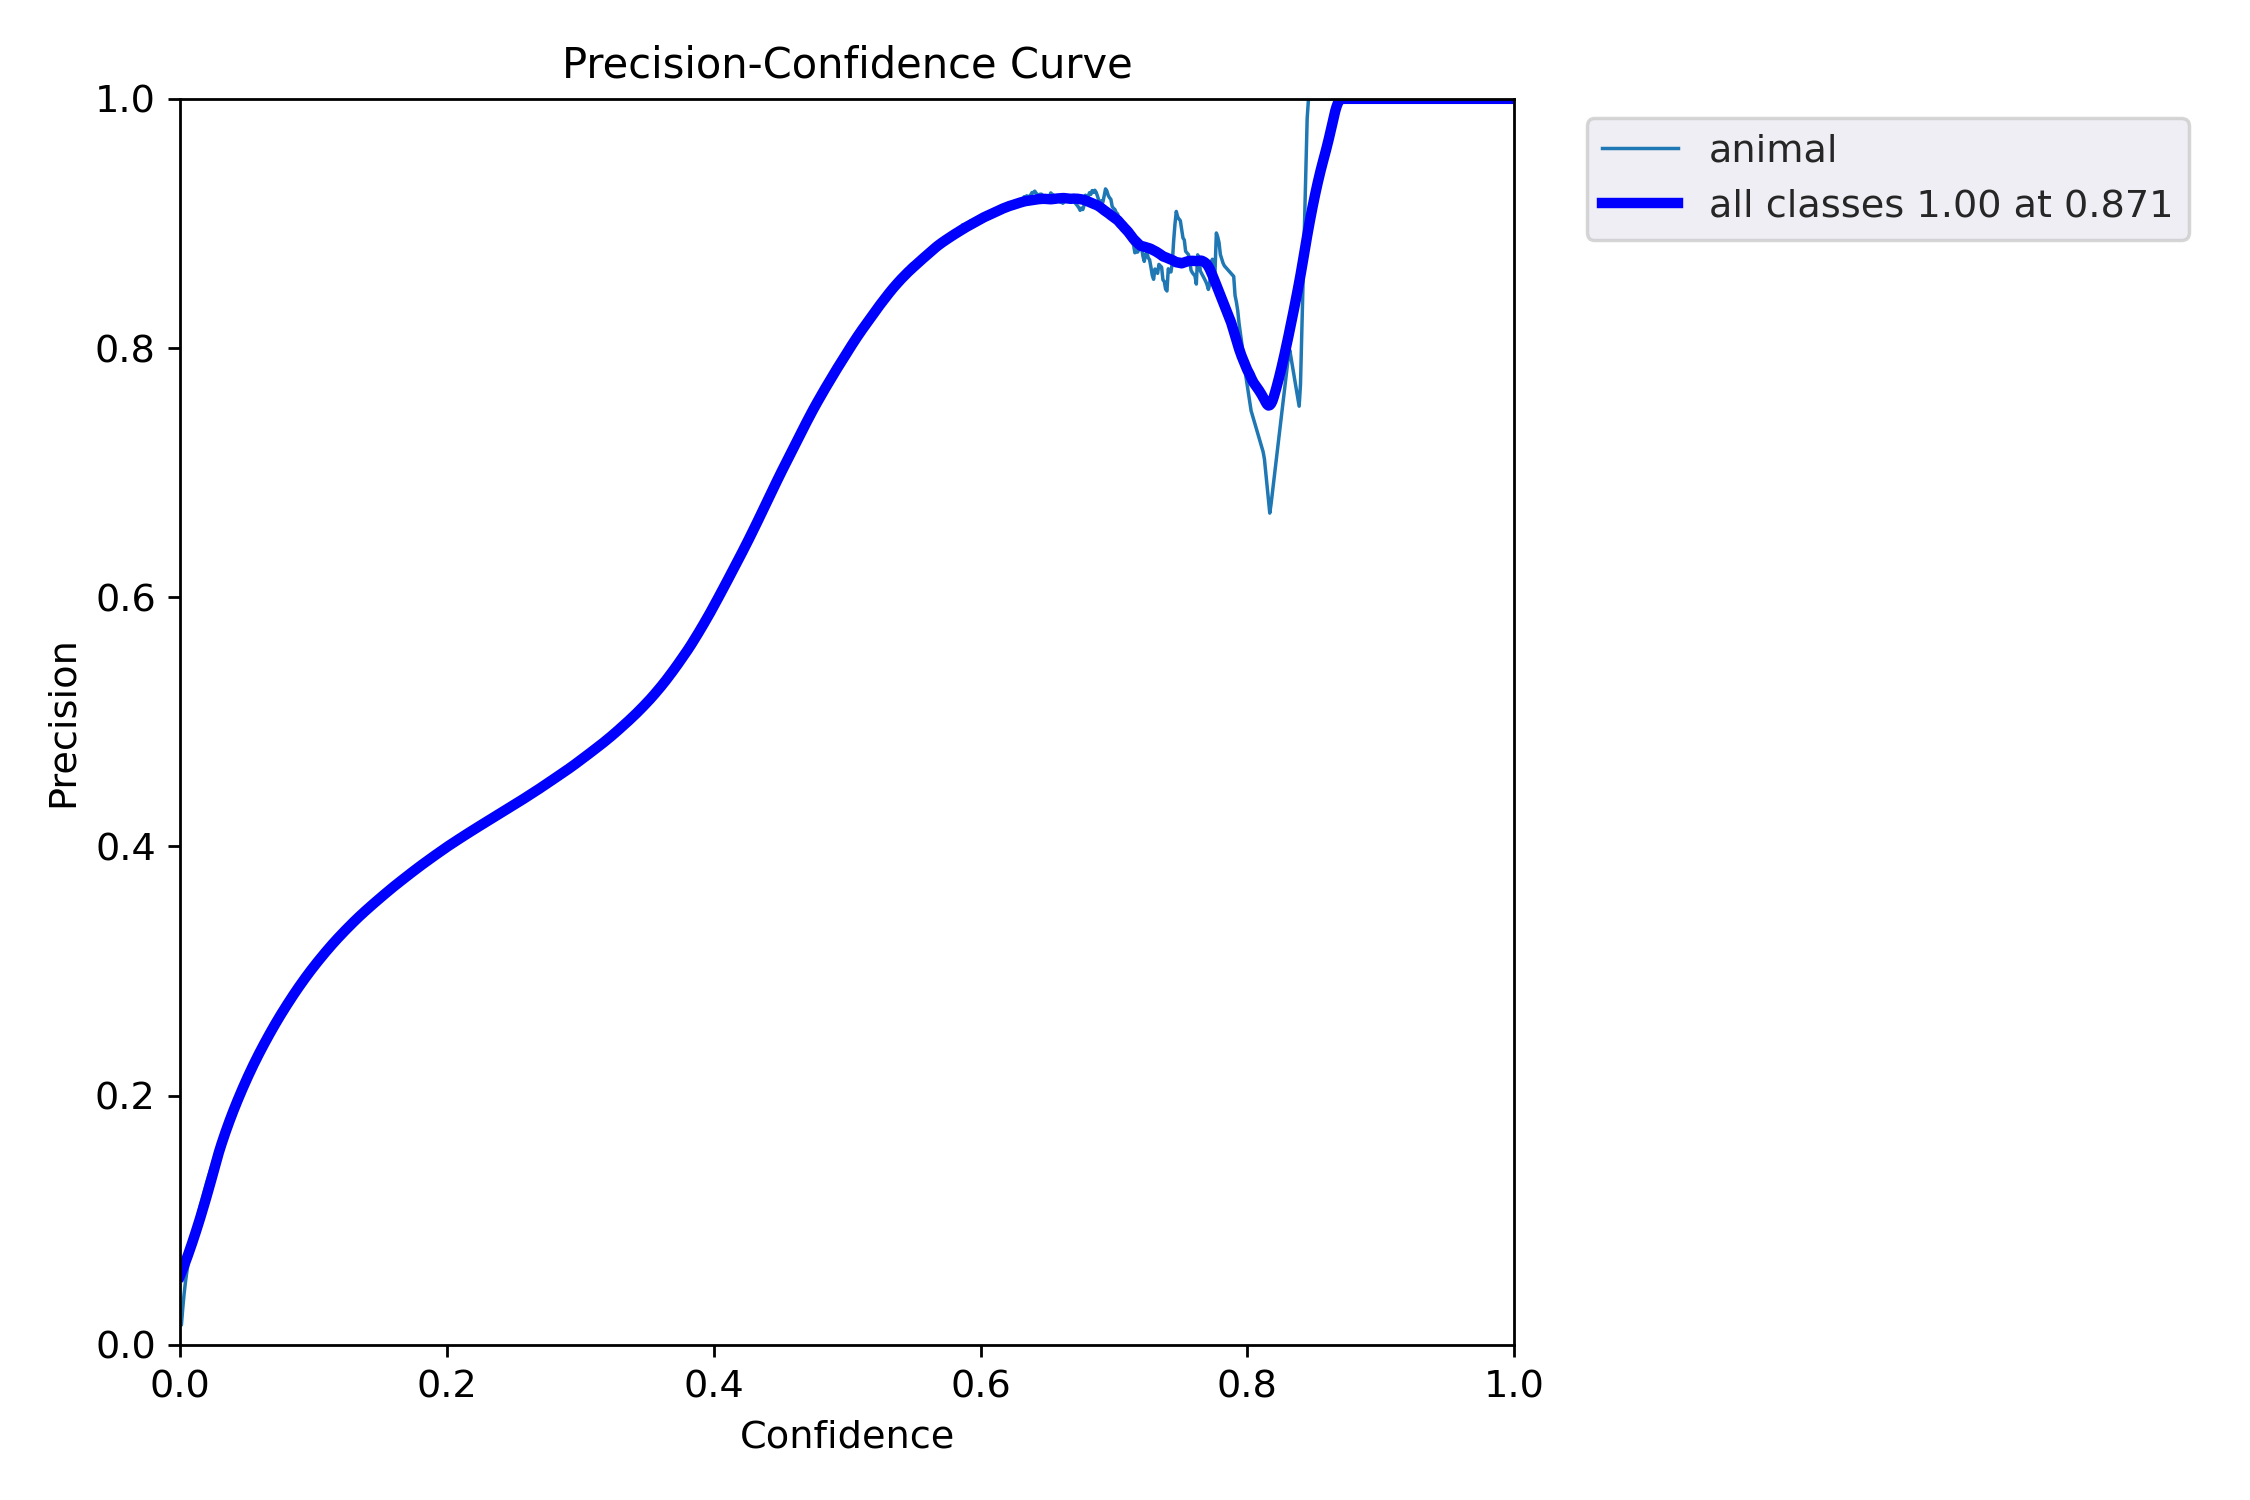 Precision-Confidence Curve
1.0
0.8
0.6
0.4
0.2
0.0
Precision
0.0 0.2 0.4 0.6 0.8 1.0
Confidence
animal
all classes 1.00 at 0.871